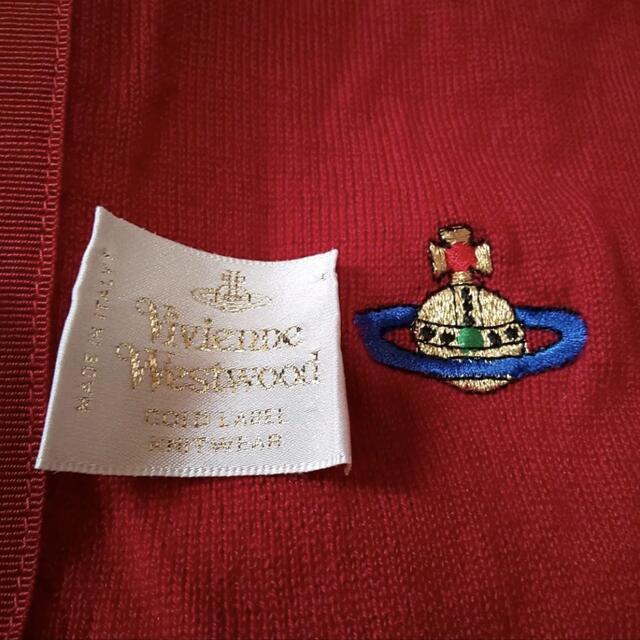 MADE IN ITALY
Vivienne
Westwood
GOLD LABEL
KNITWEAR